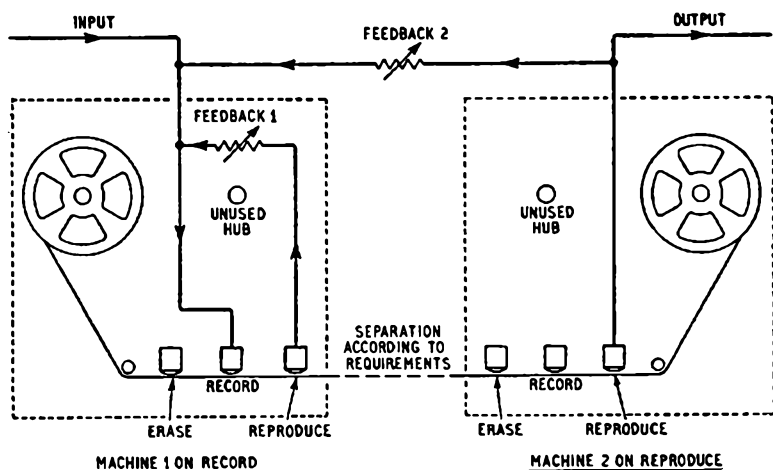 INPUT
OUTPUT
FEEDBACK 2
FEEDBACK 1
UNUSED
HUB
UNUSED
HUB
SEPARATION
ACCORDING TO
REQUIREMENTS
RECORD
RECORD
ERASE
REPRODUCE
ERASE
REPRODUCE
MACHINE 1 ON RECORD
MACHINE 2 ON REPRODUCE